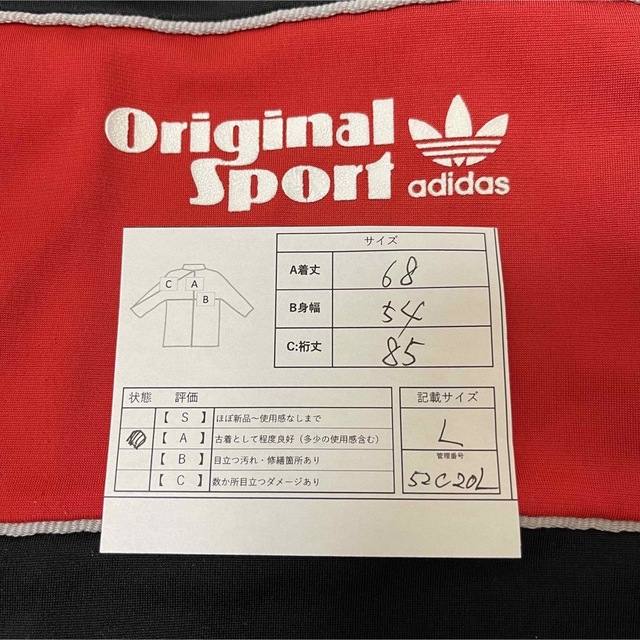 Original
Sport
adidas
サイズ
A着丈 68
B身幅 54
C:裄丈 85
C A B
状態 評価
【 S 】 ほぼ新品～使用感なしまで
【 A 】 古着として程度良好（多少の使用感含む）
【 B 】 目立つ汚れ・修繕箇所あり
【 C 】 数か所目立つダメージあり
記載サイズ
L
管理番号
52C20L